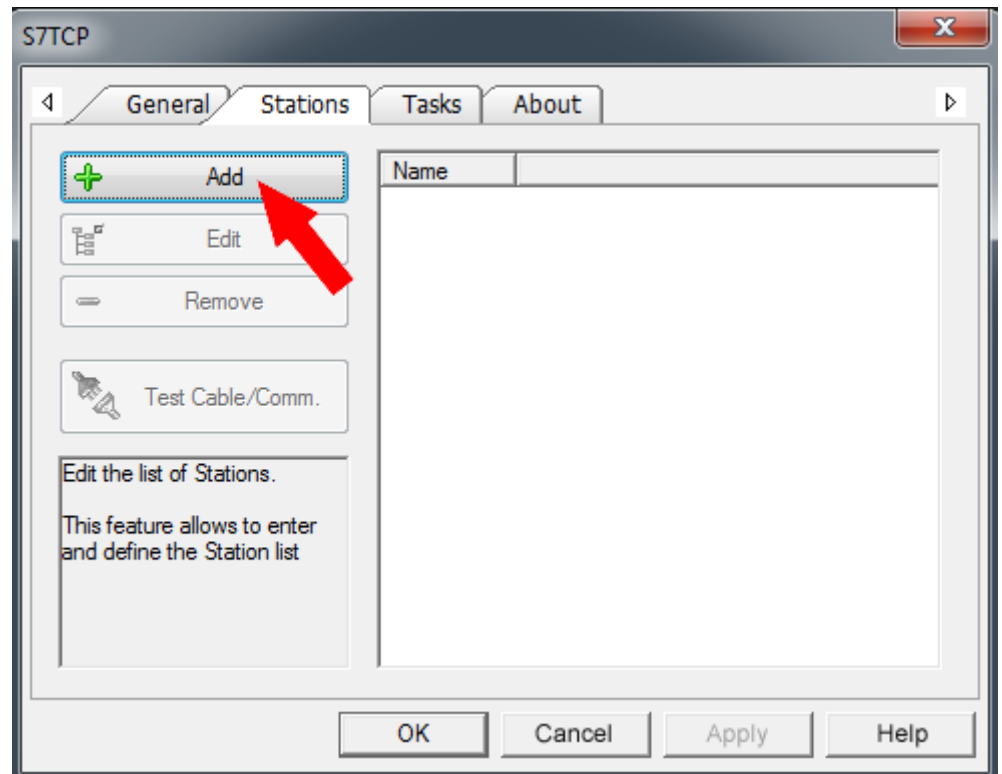 S7TCP
General Stations Tasks About
Add
Name
Edit
Remove
Test Cable/Comm.
Edit the list of Stations.
This feature allows to enter
and define the Station list
OK Cancel Apply Help